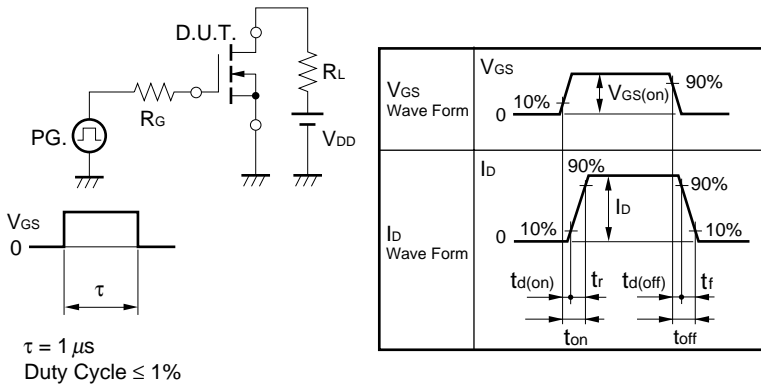 D.U.T.
RL
RG
PG.
VDD
VGS
0
τ
τ = 1 μs
Duty Cycle ≤ 1%
VGS
Wave Form
VGS
10%
0
VGS(on)
90%
ID
Wave Form
ID
90%
90%
ID
10%
10%
0
td(on) tr td(off) tf
ton toff